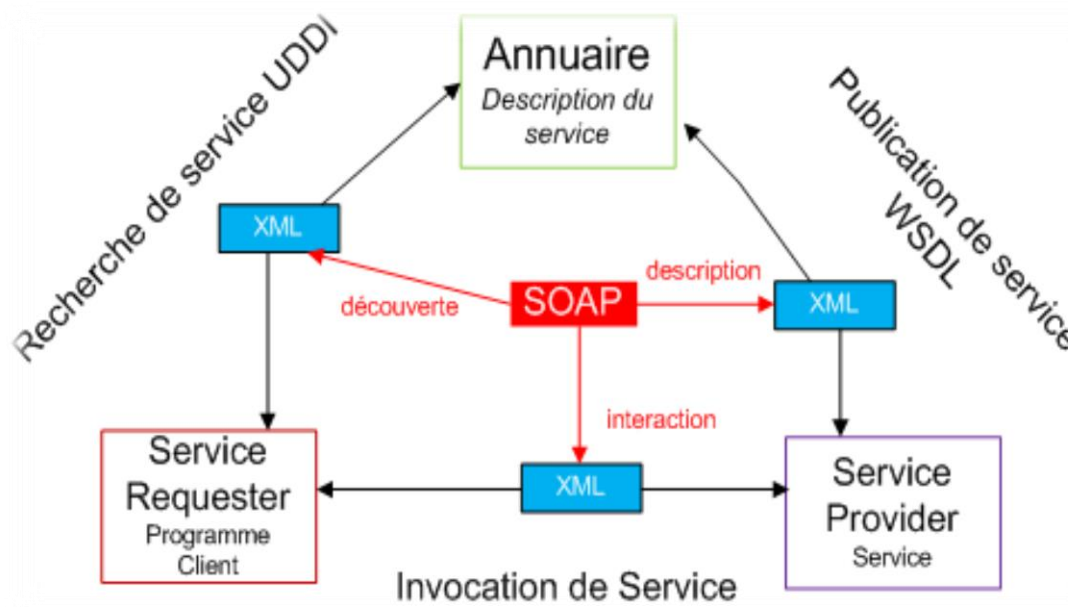 Annuaire
Description du
service
Recherche de service UDDI
Publication de service
WSDL
XML
découverte
SOAP
description
XML
interaction
XML
Service
Requester
Programme
Client
Service
Provider
Service
Invocation de Service